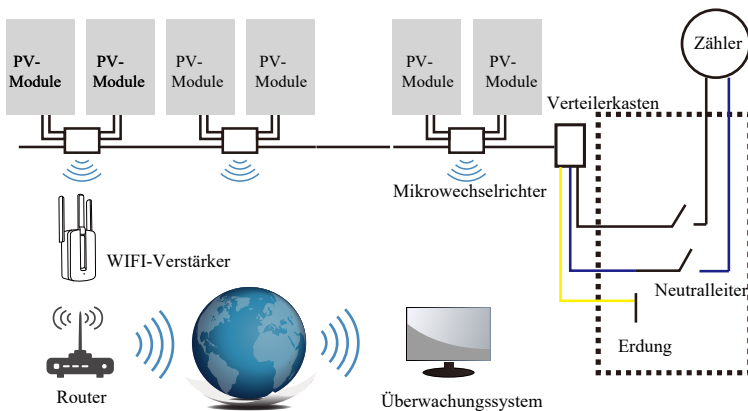 Zähler
PV-
Module
PV-
Module
PV-
Module
PV-
Module
PV-
Module
PV-
Module
Verteilerkasten
Mikrowechselrichter
WIFI-Verstärker
Neutralleiter
Erdung
Router
Überwachungssystem